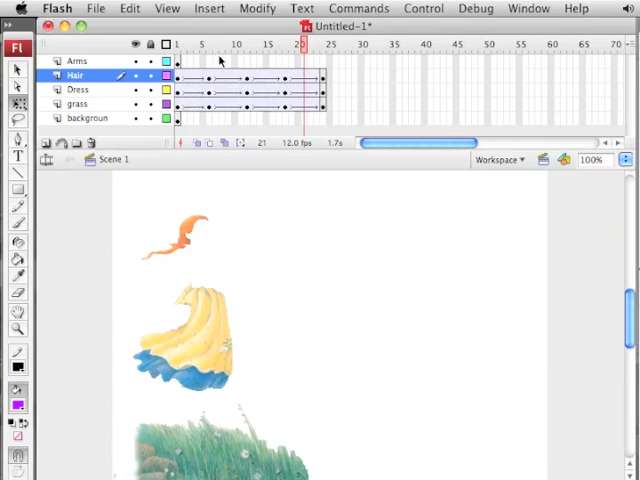 Flash File Edit View Insert Modify Text Commands Control Debug Window Help
Untitled-1*
1 5 10 15 20 25 30 35 40 45 50 55 60 65 70
Fl
Arms
Hair
Dress
grass
backgroun
21 12.0 fps 1.7s
Scene 1 Workspace 100%
T